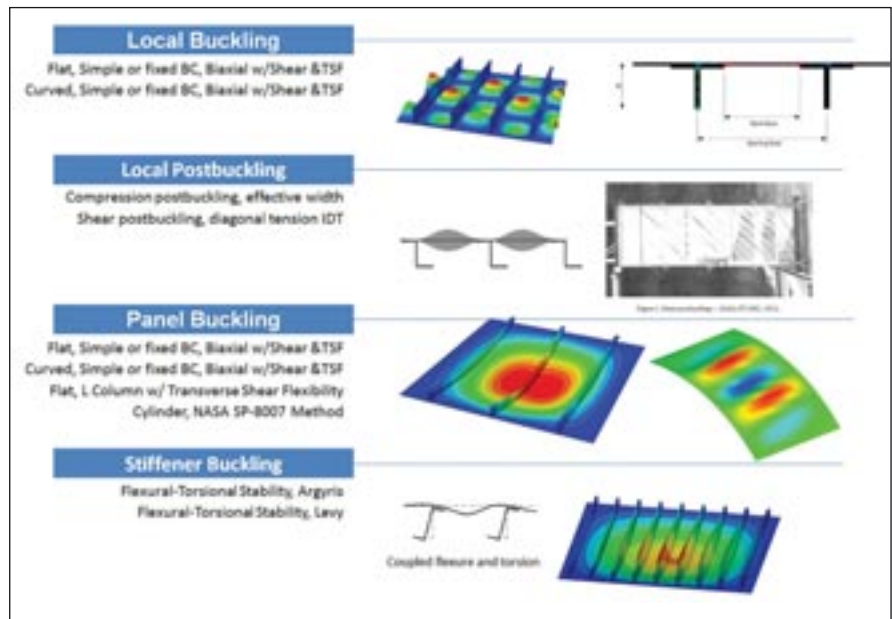 Local Buckling
Flat, Simple or fixed BC, Biaxial w/Shear &TSF
Curved, Simple or fixed BC, Biaxial w/Shear &TSF
Local Postbuckling
Compression postbuckling, effective width
Shear postbuckling, diagonal tension IDT
Panel Buckling
Flat, Simple or fixed BC, Biaxial w/Shear &TSF
Curved, Simple or fixed BC, Biaxial w/Shear &TSF
Flat, L Column w/ Transverse Shear Flexibility
Cylinder, NASA SP-8007 Method
Stiffener Buckling
Flexural-Torsional Stability, Argyris
Flexural-Torsional Stability, Levy
Coupled flexure and torsion